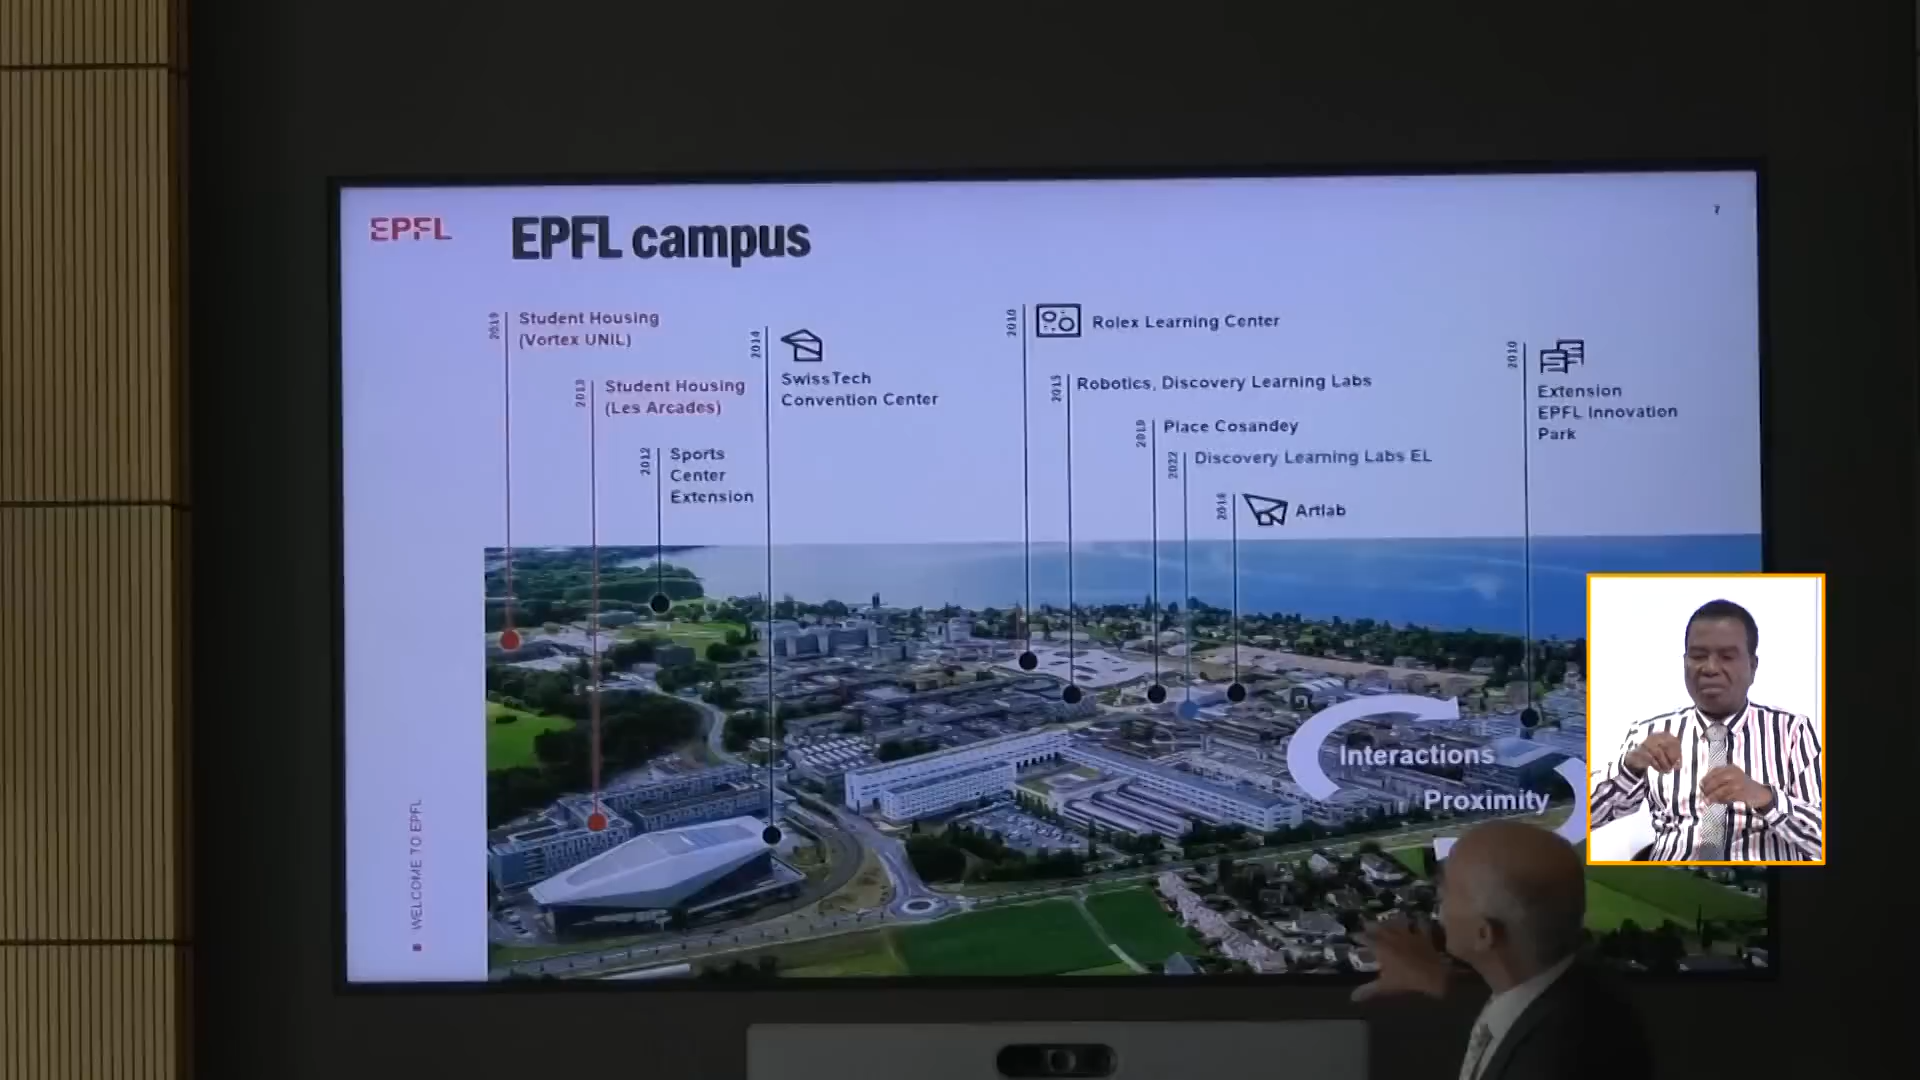 EPFL
EPFL campus
7
2019
Student Housing
(Vortex UNIL)
2013
Student Housing
(Les Arcades)
2012
Sports
Center
Extension
2014
SwissTech
Convention Center
2010
Rolex Learning Center
2015
Robotics, Discovery Learning Labs
2019
Place Cosandey
2022
Discovery Learning Labs EL
2016
Artlab
2010
Extension
EPFL Innovation
Park
Interactions
Proximity
WELCOME TO EPFL